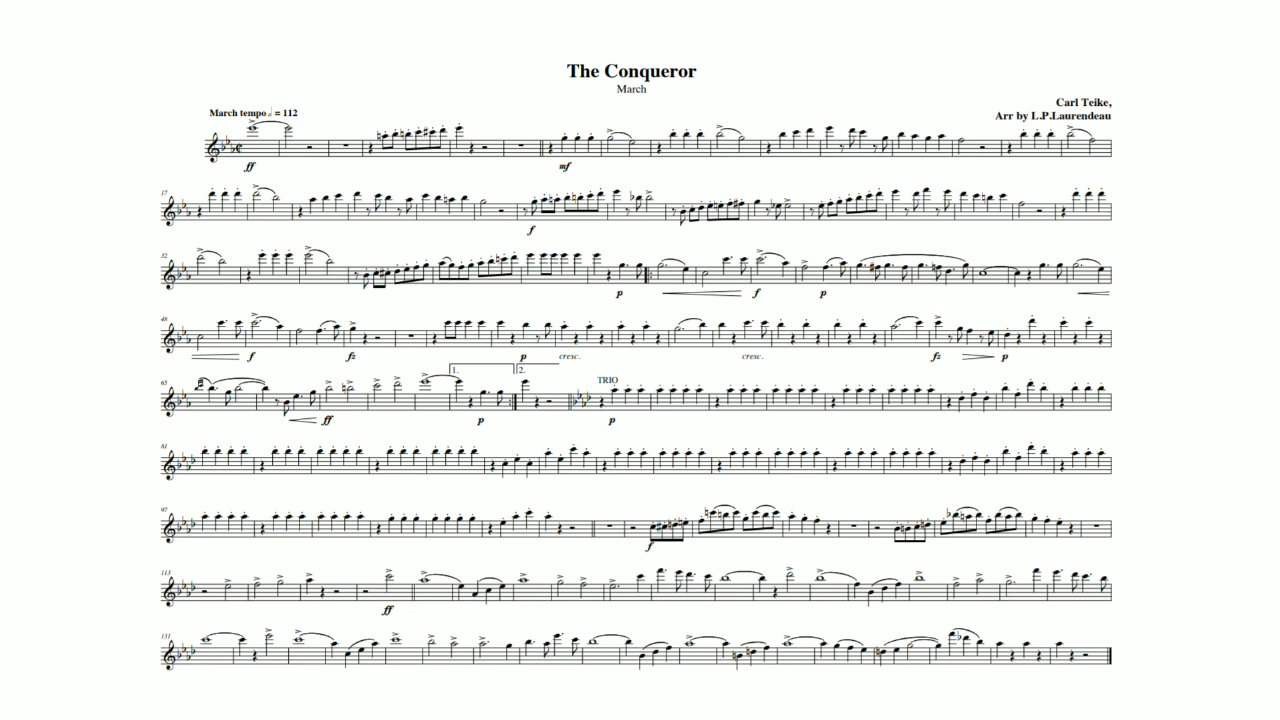 The Conqueror
March
Carl Teike,
March tempo 𝅗𝅥 = 112
Arr by L.P.Laurendeau
ff
mf
17
f
32
p
f
p
48
f
fz
p
cresc.
cresc.
fz
p
65
ff
1.
p
2.
TRIO
p
81
97
f
113
ff
131